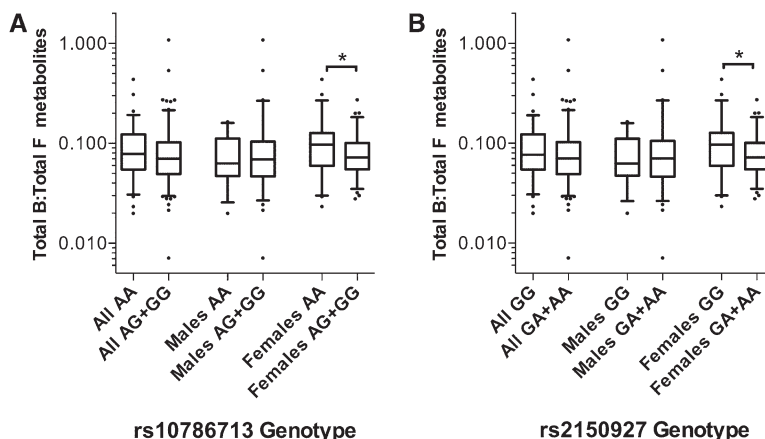 A
Total B:Total F metabolites
1.000
0.100
0.010
*
All AA
All AG+GG
Males AA
Males AG+GG
Females AA
Females AG+GG
rs10786713 Genotype
B
Total B:Total F metabolites
1.000
0.100
0.010
*
All GG
All GA+AA
Males GG
Males GA+AA
Females GG
Females GA+AA
rs2150927 Genotype